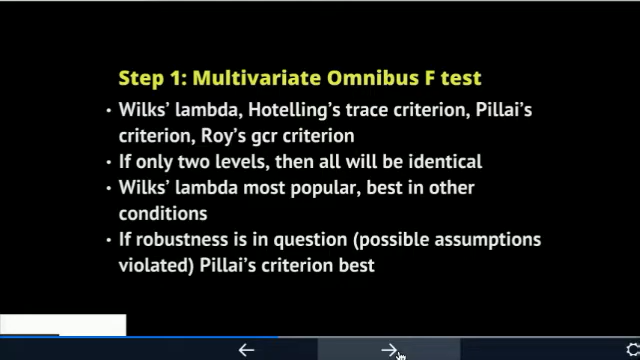 Step 1: Multivariate Omnibus F test
• Wilks’ lambda, Hotelling’s trace criterion, Pillai’s
criterion, Roy’s gcr criterion
• If only two levels, then all will be identical
• Wilks’ lambda most popular, best in other
conditions
• If robustness is in question (possible assumptions
violated) Pillai’s criterion best